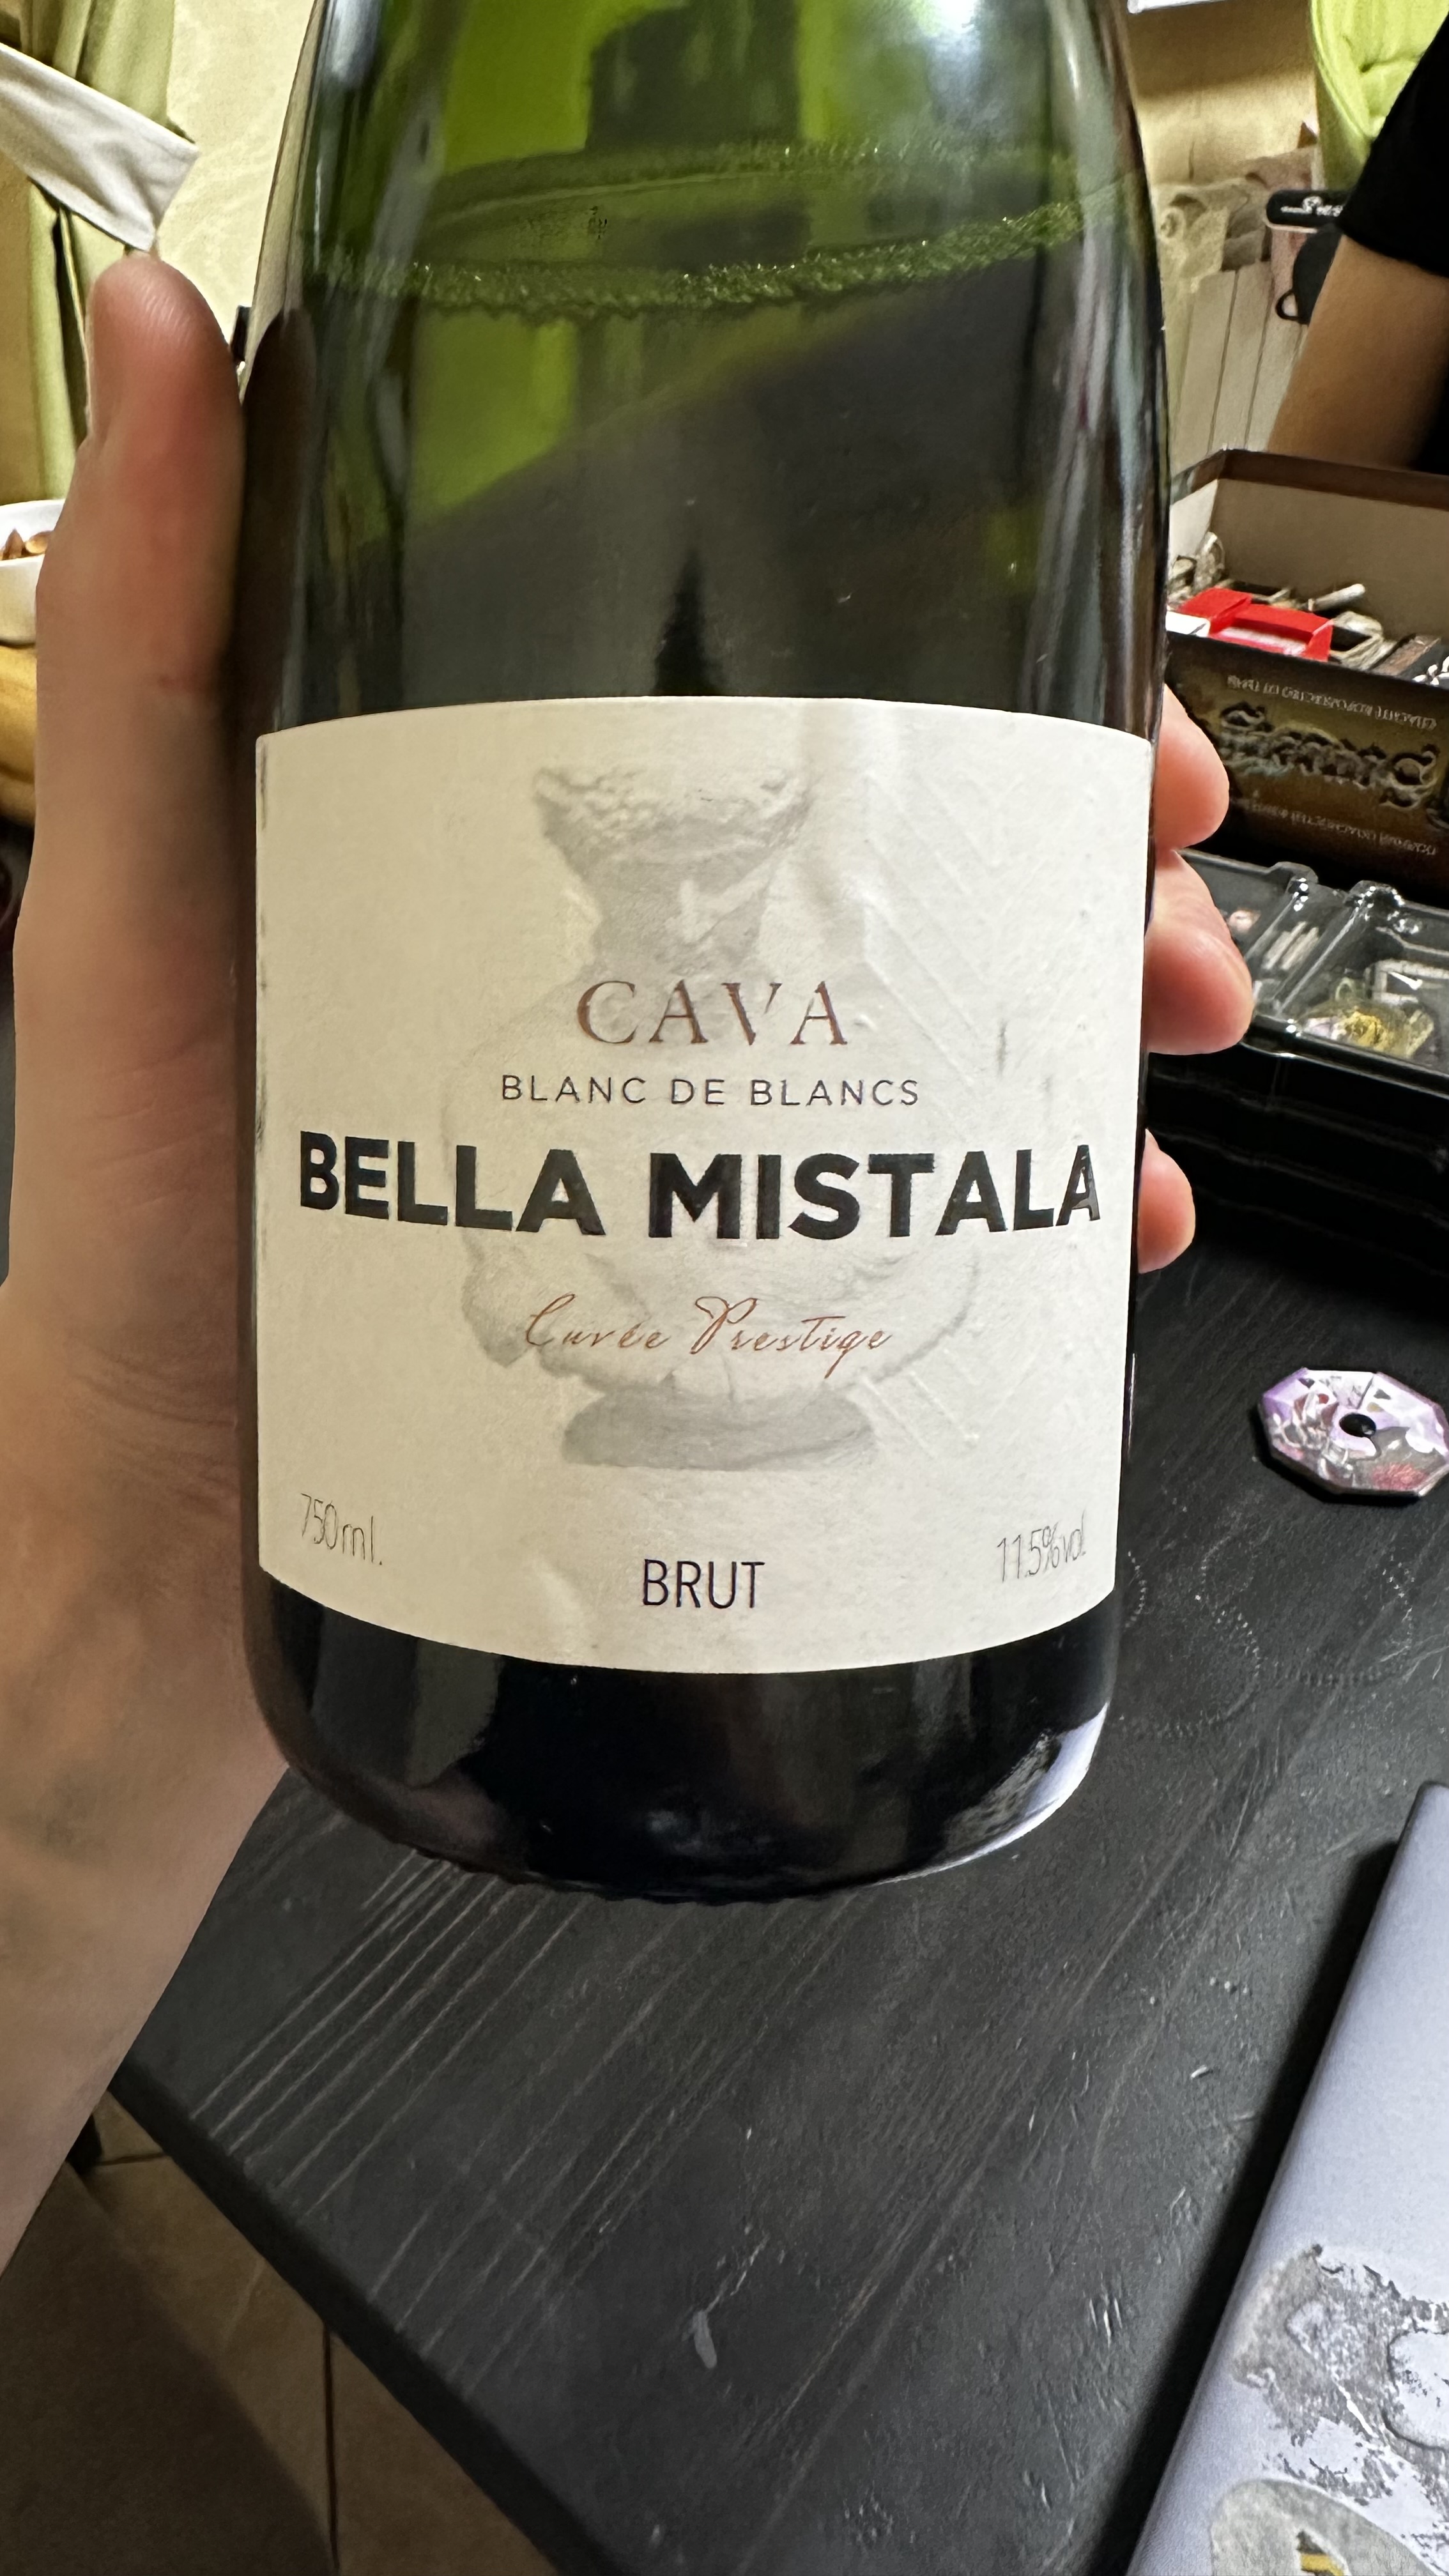 CAVA
BLANC DE BLANCS
BELLA MISTALA
Cuvée Prestige
750ml.
BRUT
11.5%vol.